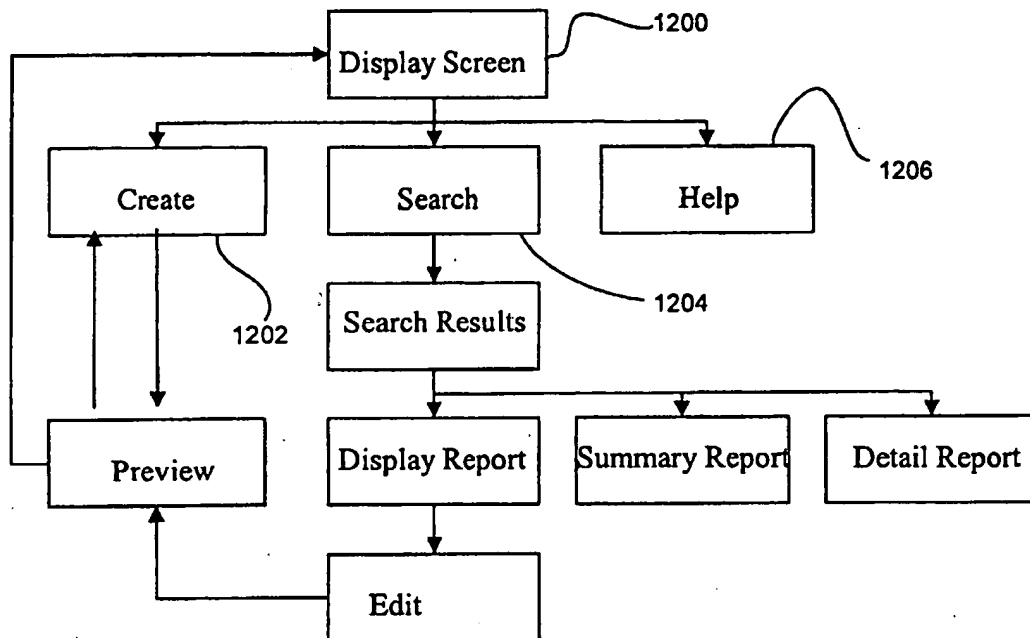 1200
Display Screen
1206
Create
Search
Help
1204
1202
Search Results
Preview
Display Report
Summary Report
Detail Report
Edit